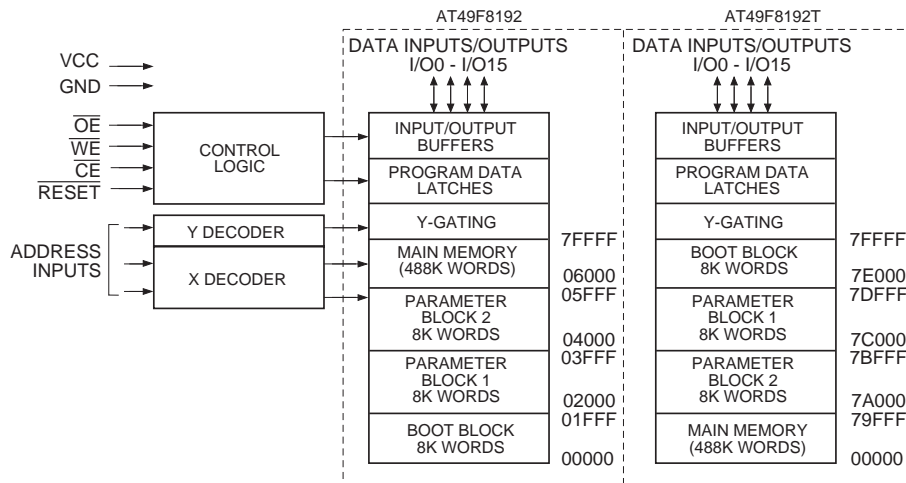 AT49F8192
AT49F8192T
DATA INPUTS/OUTPUTS
I/O0 - I/O15
DATA INPUTS/OUTPUTS
I/O0 - I/O15
VCC
GND
OE
WE
CE
RESET
CONTROL
LOGIC
ADDRESS
INPUTS
Y DECODER
X DECODER
INPUT/OUTPUT
BUFFERS
PROGRAM DATA
LATCHES
Y-GATING
7FFFF
MAIN MEMORY
(488K WORDS)
06000
05FFF
PARAMETER
BLOCK 2
8K WORDS
04000
03FFF
PARAMETER
BLOCK 1
8K WORDS
02000
01FFF
BOOT BLOCK
8K WORDS
00000
INPUT/OUTPUT
BUFFERS
PROGRAM DATA
LATCHES
Y-GATING
7FFFF
BOOT BLOCK
8K WORDS
7E000
7DFFF
PARAMETER
BLOCK 1
8K WORDS
7C000
7BFFF
PARAMETER
BLOCK 2
8K WORDS
7A000
79FFF
MAIN MEMORY
(488K WORDS)
00000